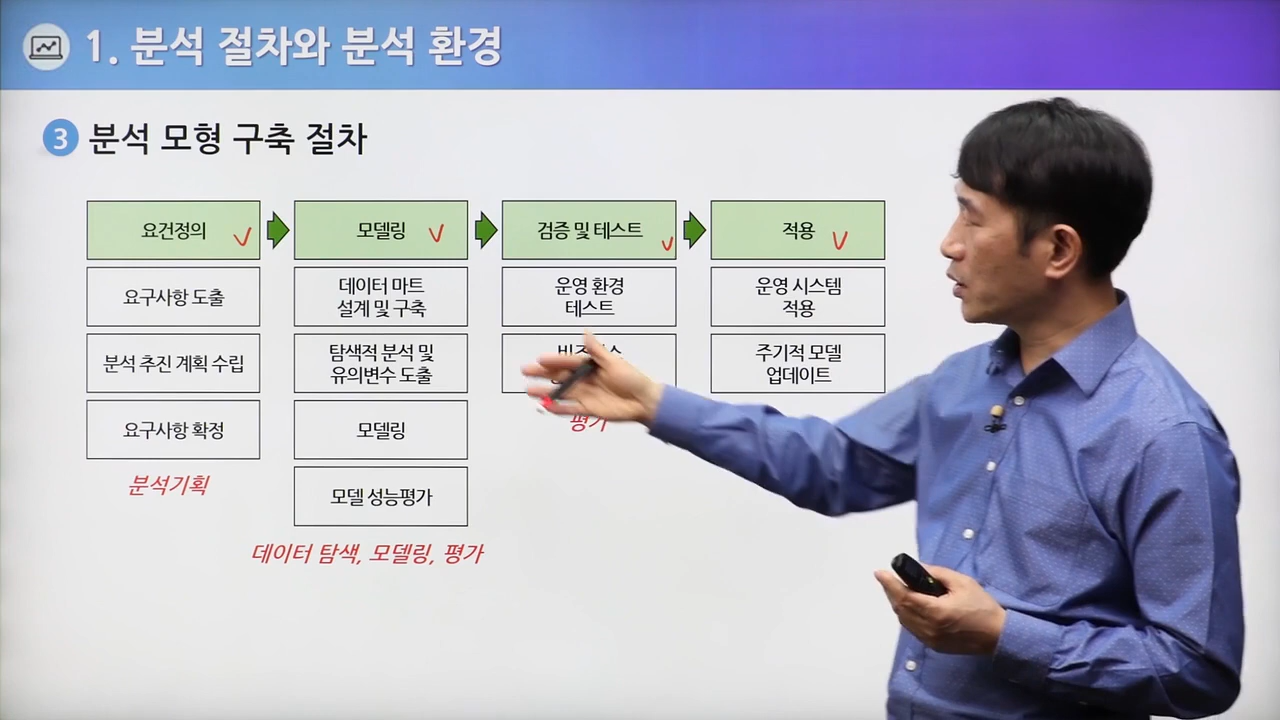 1. 분석 절차와 분석 환경
3 분석 모형 구축 절차
요건정의
모델링
검증 및 테스트
적용
요구사항 도출
데이터 마트
설계 및 구축
운영 환경
테스트
운영 시스템
적용
분석 추진 계획 수립
탐색적 분석 및
유의변수 도출
주기적 모델
업데이트
요구사항 확정
모델링
평가
분석기획
모델 성능평가
데이터 탐색, 모델링, 평가